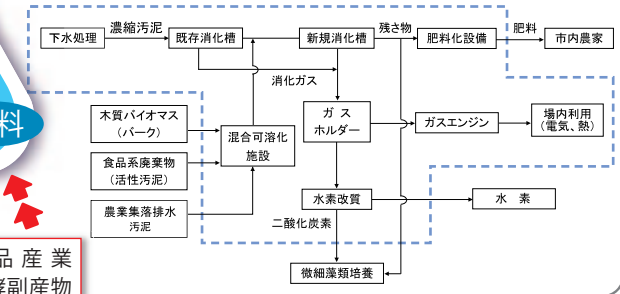 下水処理
濃縮汚泥
既存消化槽
新規消化槽
残さ物
肥料化設備
肥料
市内農家
消化ガス
木質バイオマス
（バーク）
食品系廃棄物
（活性汚泥）
農業集落排水
汚泥
混合可溶化
施設
ガス
ホルダー
ガスエンジン
場内利用
（電気、熱）
水素改質
水素
二酸化炭素
微細藻類培養
料
品産業
酵副産物